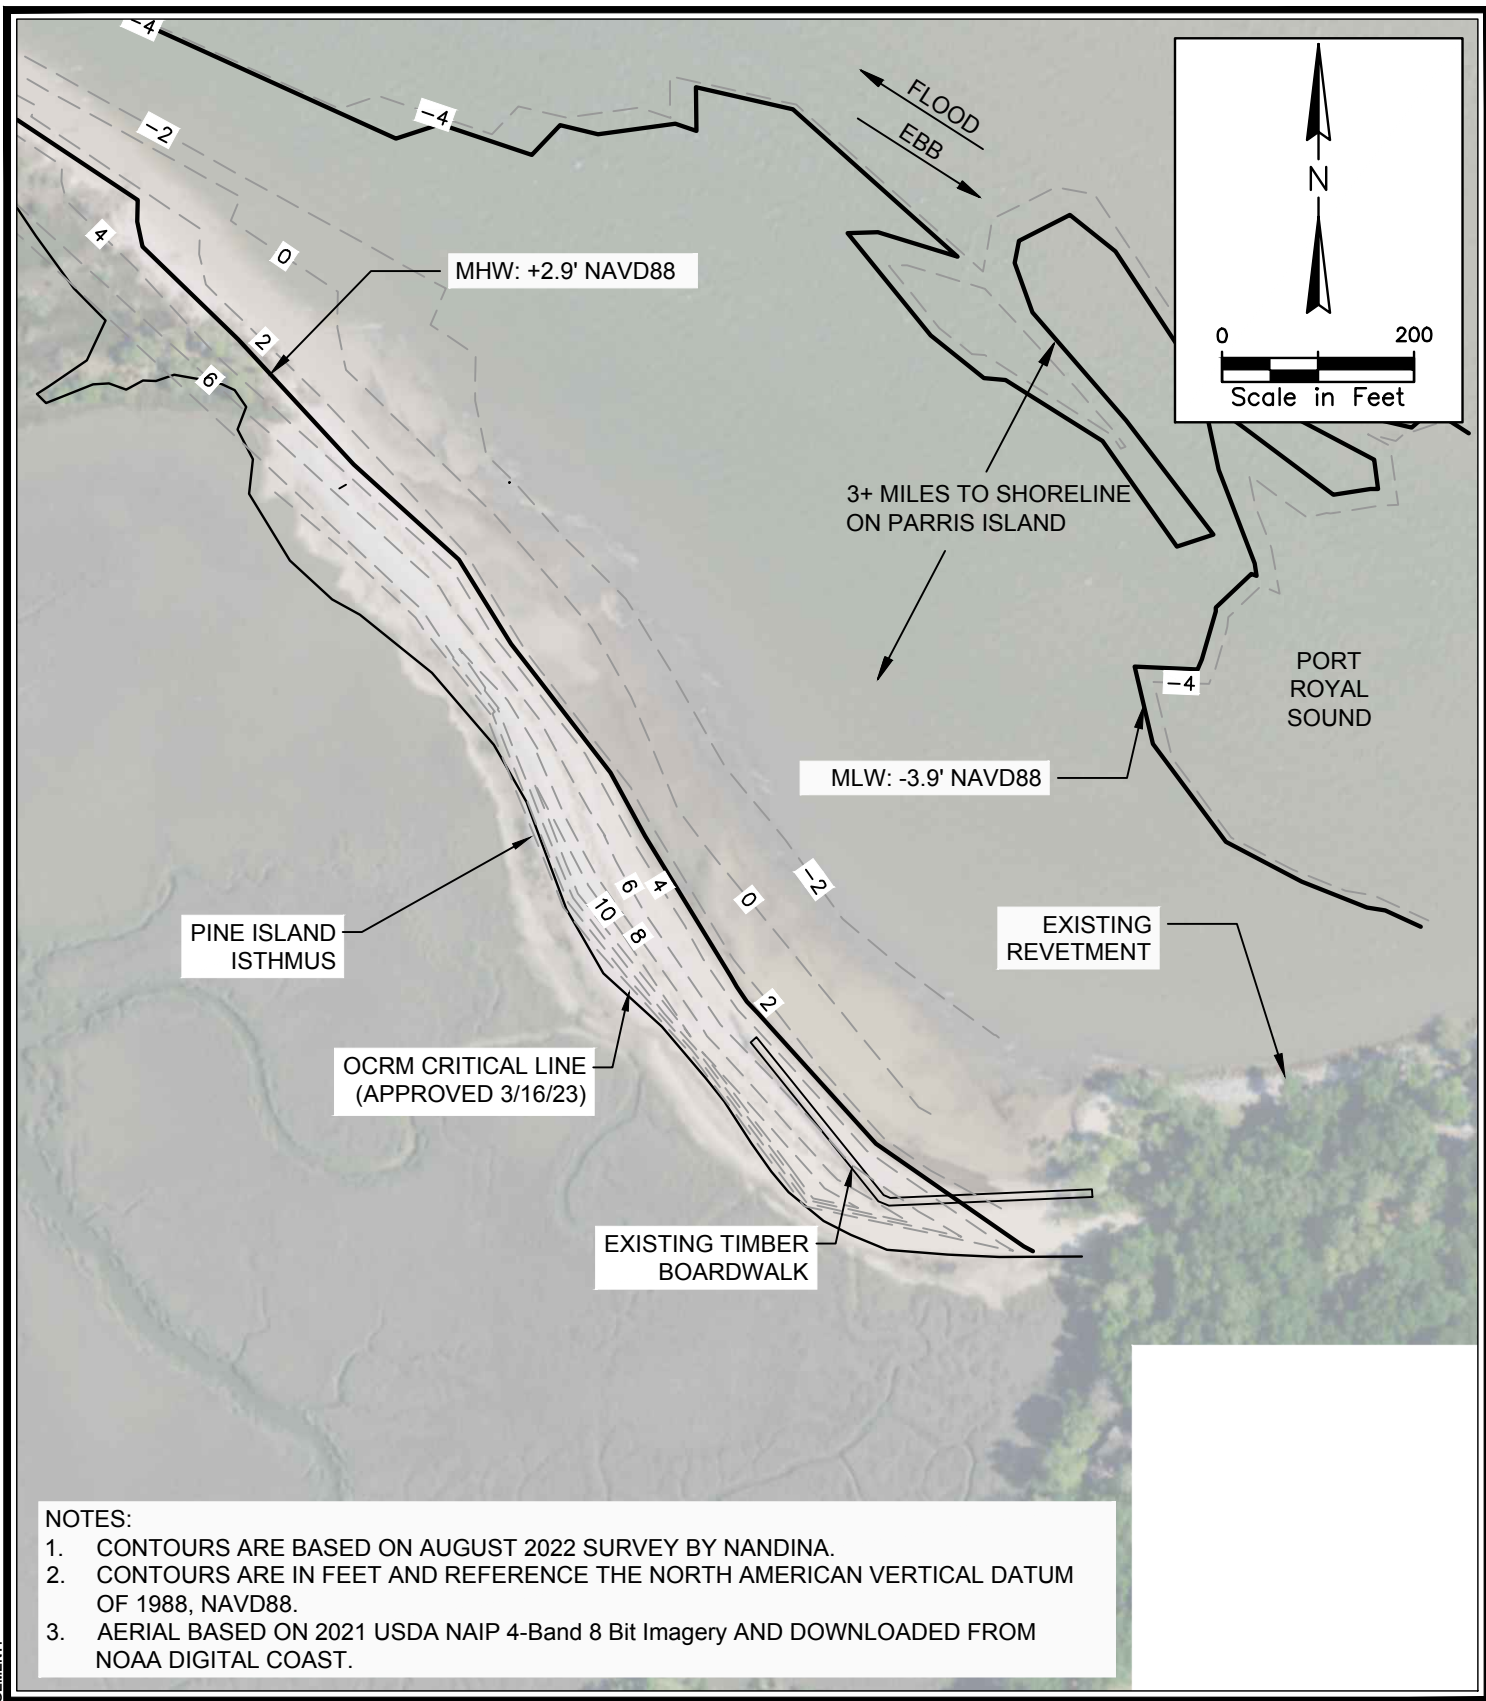 -4
-4
FLOOD
EBB
-2
N
4
0
MHW: +2.9' NAVD88
0 200
Scale in Feet
2
6
3+ MILES TO SHORELINE
ON PARRIS ISLAND
PORT
ROYAL
SOUND
-4
MLW: -3.9' NAVD88
-2
6 4
0
10
8
PINE ISLAND
ISTHMUS
EXISTING
REVETMENT
2
OCRM CRITICAL LINE
(APPROVED 3/16/23)
EXISTING TIMBER
BOARDWALK
NOTES:
1. CONTOURS ARE BASED ON AUGUST 2022 SURVEY BY NANDINA.
2. CONTOURS ARE IN FEET AND REFERENCE THE NORTH AMERICAN VERTICAL DATUM
OF 1988, NAVD88.
3. AERIAL BASED ON 2021 USDA NAIP 4-Band 8 Bit Imagery AND DOWNLOADED FROM
NOAA DIGITAL COAST.